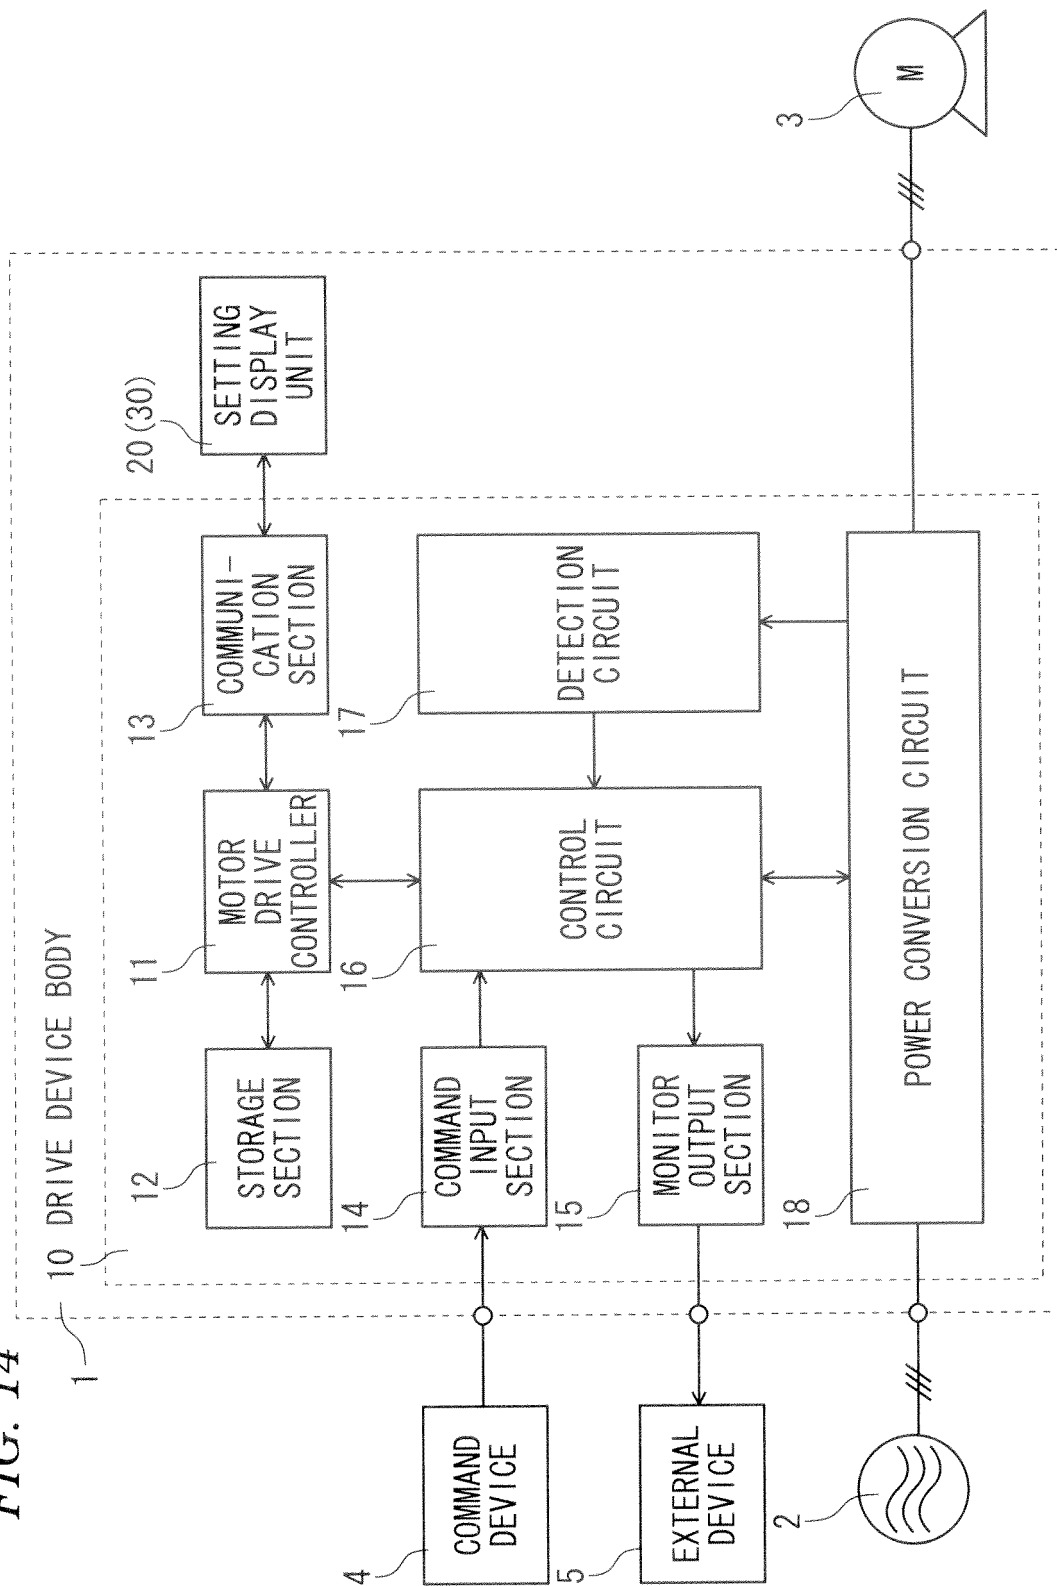 FIG. 14
1
10 DRIVE DEVICE BODY
20(30)
SETTING
DISPLAY
UNIT
13
COMMUNI-
CATION
SECTION
11
MOTOR
DRIVE
CONTROLLER
12
STORAGE
SECTION
17
DETECTION
CIRCUIT
16
CONTROL
CIRCUIT
14
COMMAND
INPUT
SECTION
4
COMMAND
DEVICE
15
MONITOR
OUTPUT
SECTION
5
EXTERNAL
DEVICE
18
POWER CONVERSION CIRCUIT
2
3
M